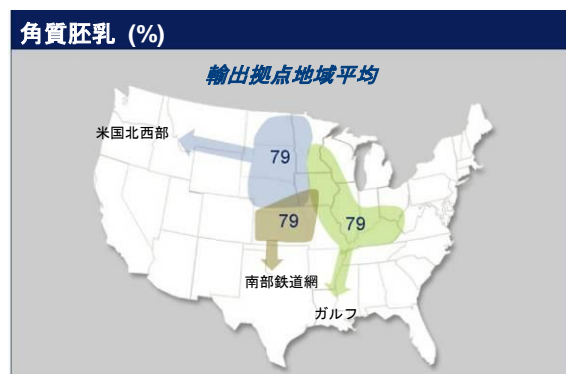 角質胚乳 (%)
輸出拠点地域平均
米国北西部
79
79
79
南部鉄道網
ガルフ